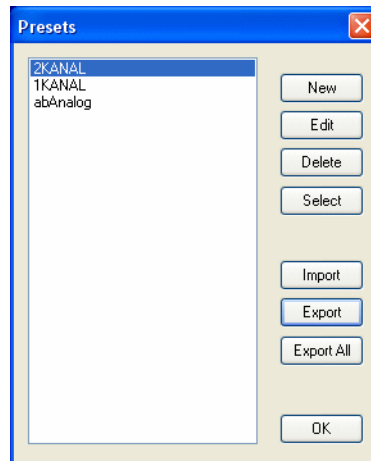 Presets
2KANAL
1KANAL
abAnalog
New
Edit
Delete
Select
Import
Export
Export All
OK